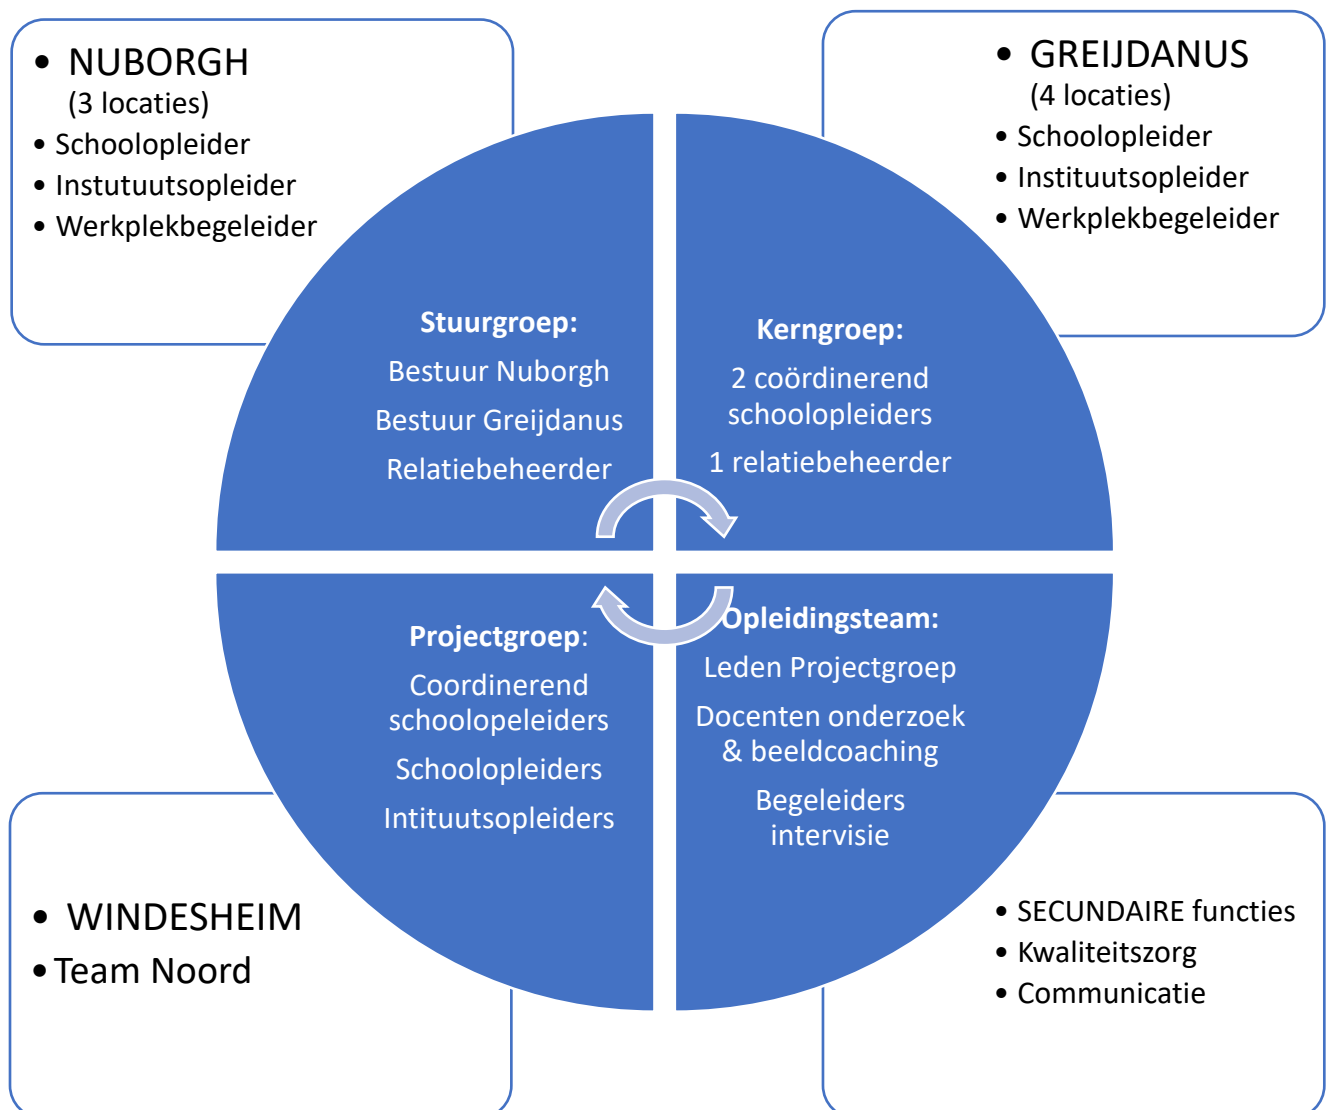 • NUBORGH
(3 locaties)
• Schoolopleider
• Instutuutsopleider
• Werkplekbegeleider
• GREIJDANUS
(4 locaties)
• Schoolopleider
• Instituutsopleider
• Werkplekbegeleider
Stuurgroep:
Bestuur Nuborgh
Bestuur Greijdanus
Relatiebeheerder
Kerngroep:
2 coördinerend
schoolopleiders
1 relatiebeheerder
Projectgroep:
Coordinerend
schoolopeleiders
Schoolopleiders
Intituutsopleiders
Opleidingsteam:
Leden Projectgroep
Docenten onderzoek
& beeldcoaching
Begeleiders
intervisie
• WINDESHEIM
• Team Noord
• SECUNDAIRE functies
• Kwaliteitszorg
• Communicatie